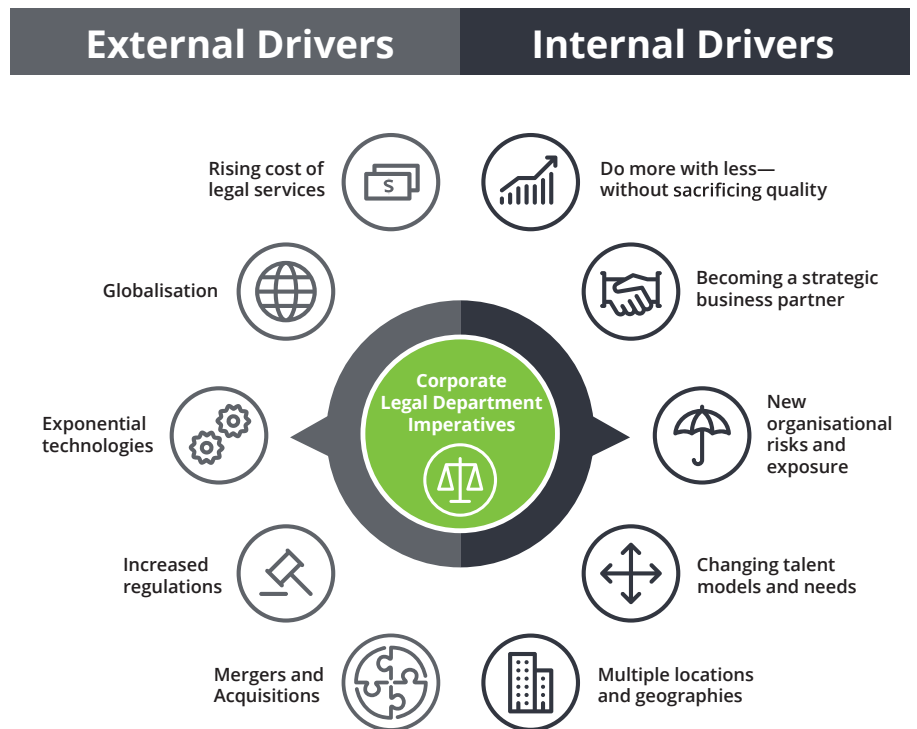 External Drivers
Internal Drivers
Rising cost of
legal services
S
Globalisation
Exponential
technologies
Increased
regulations
Mergers and
Acquisitions
Corporate
Legal Department
Imperatives
Do more with less—
without sacrificing quality
Becoming a strategic
business partner
New
organisational
risks and
exposure
Changing talent
models and needs
Multiple locations
and geographies